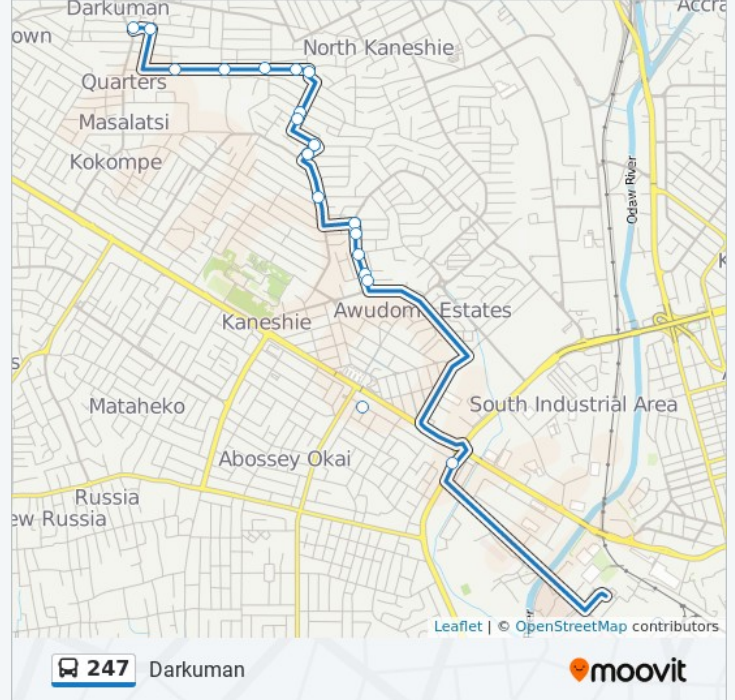 Darkuman
Accra
own
North Kaneshie
Quarters
Masalatsi
Kokompe
Odaw River
K
Awudome Estates
Kaneshie
s
Mataheko
South Industrial Area
Abossey Okai
Russia
ew Russia
Leaflet | © OpenStreetMap contributors
247 Darkuman
moovit